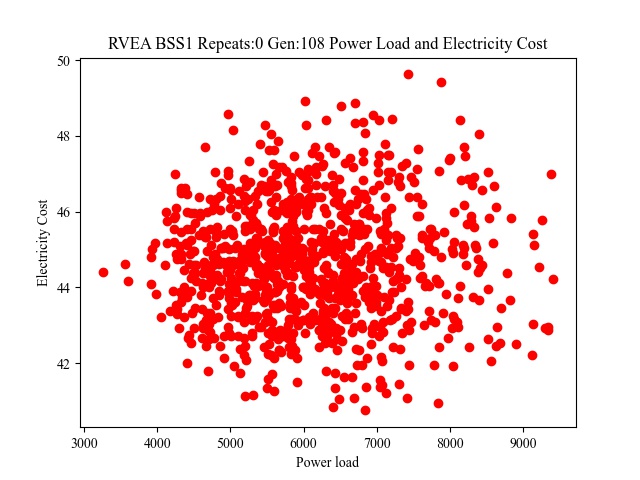 RVEA BSS1 Repeats:0 Gen:108 Power Load and Electricity Cost
50
48
46
44
42
Electricity Cost
3000 4000 5000 6000 7000 8000 9000
Power load